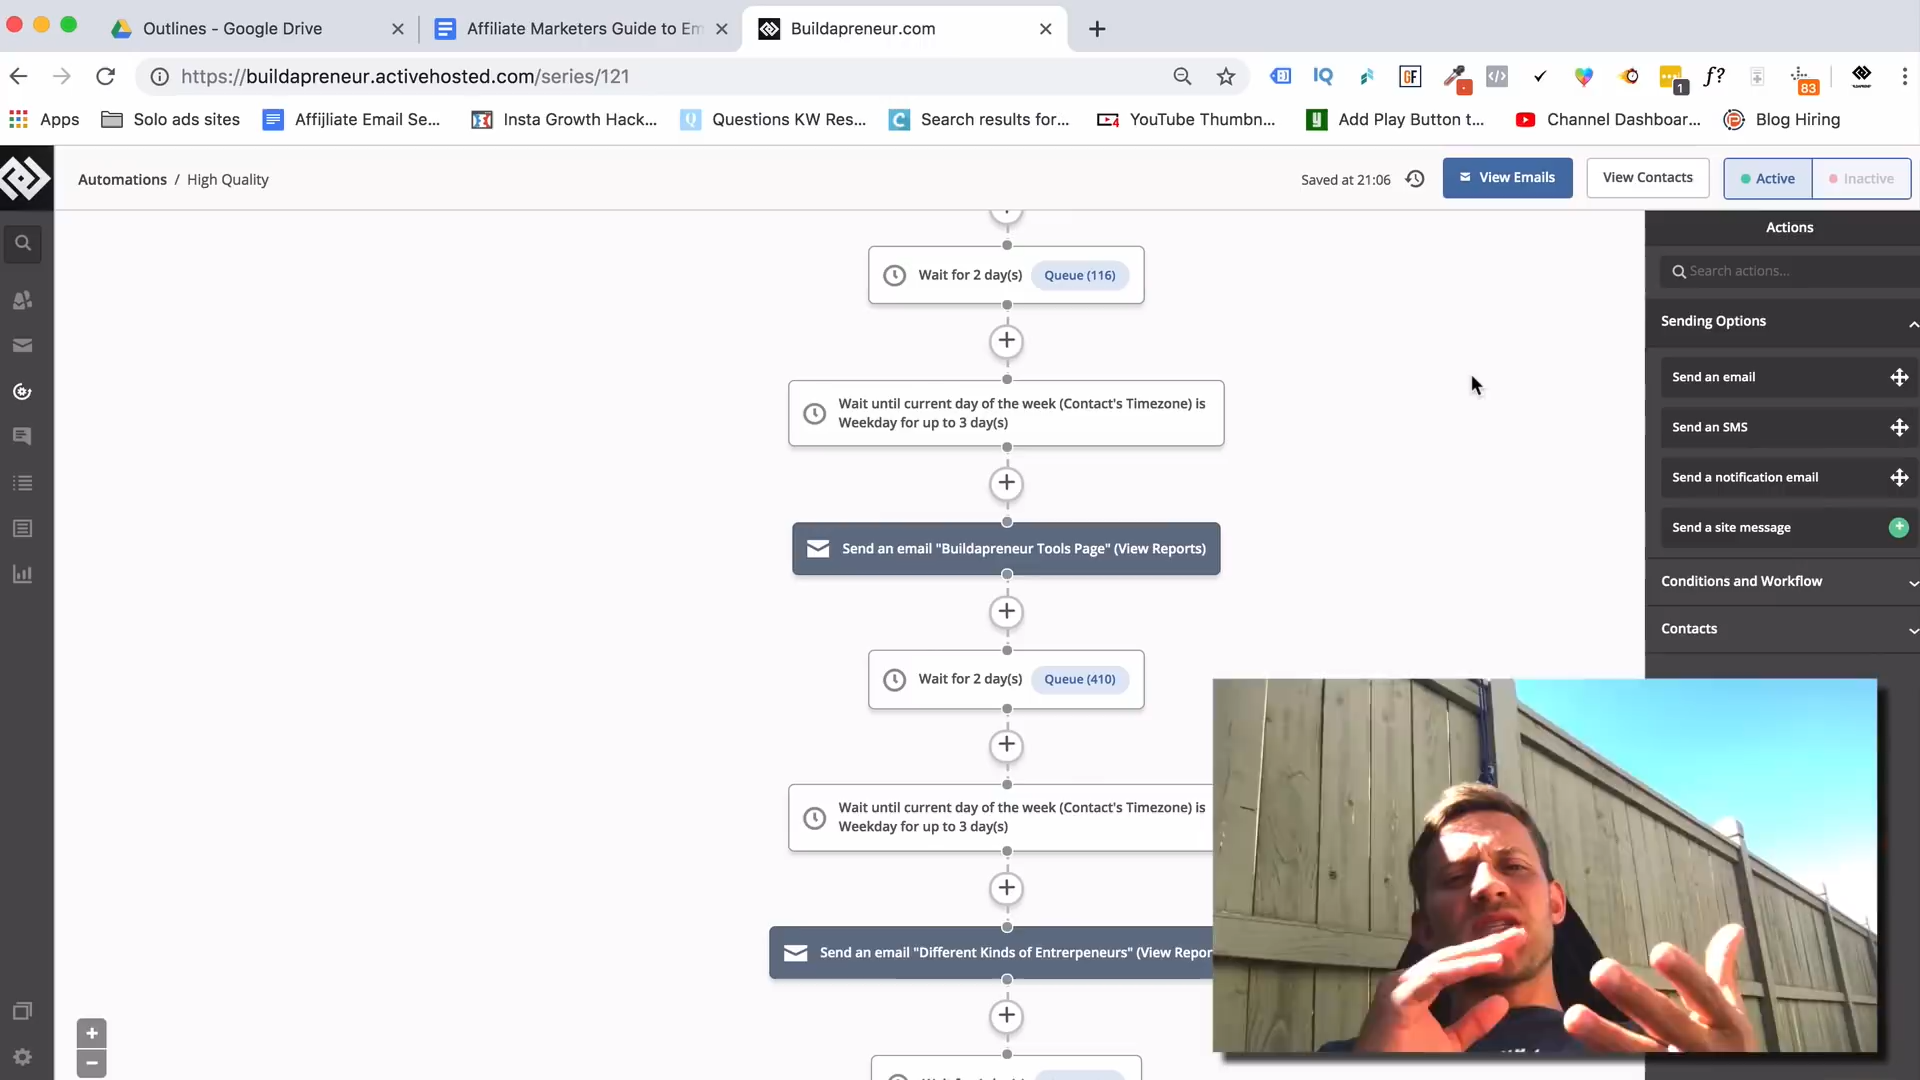 Outlines - Google Drive
Affiliate Marketers Guide to Em
Buildapreneur.com
https://buildapreneur.activehosted.com/series/121
IQ
GF
f?
1
83
Apps
Solo ads sites
Affijliate Email Se...
Insta Growth Hack...
Questions KW Res...
Search results for...
YouTube Thumbn...
Add Play Button t...
Channel Dashboar...
Blog Hiring
Automations / High Quality
Saved at 21:06
View Emails
View Contacts
Active
Inactive
Actions
Search actions...
Sending Options
Send an email
Send an SMS
Send a notification email
Send a site message
Conditions and Workflow
Contacts
Wait for 2 day(s) Queue (116)
Wait until current day of the week (Contact's Timezone) is
Weekday for up to 3 day(s)
Send an email "Buildapreneur Tools Page" (View Reports)
Wait for 2 day(s) Queue (410)
Wait until current day of the week (Contact's Timezone) is
Weekday for up to 3 day(s)
Send an email "Different Kinds of Entrerpeneurs" (View Repor